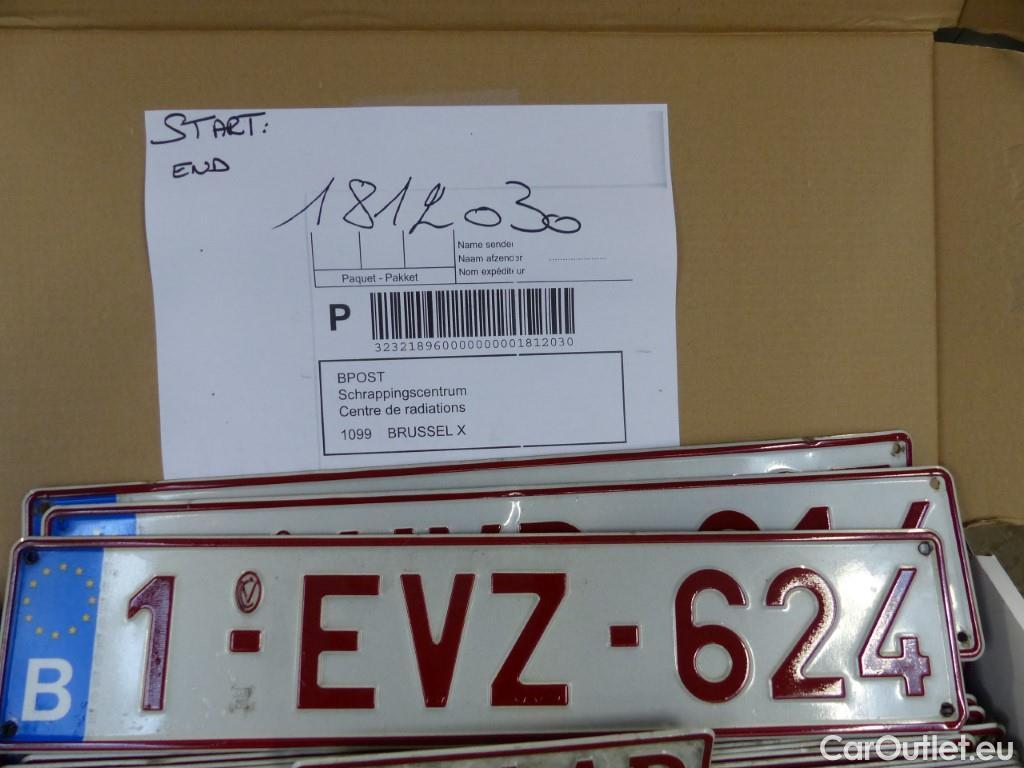 START:
END
1812030
Name sender
Naam afzender ....................
Nom expéditeur
Paquet - Pakket
P
323218960000000001812030
BPOST
Schrappingscentrum
Centre de radiations
1099 BRUSSEL X
B 1-EVZ-624
CarOutlet.eu